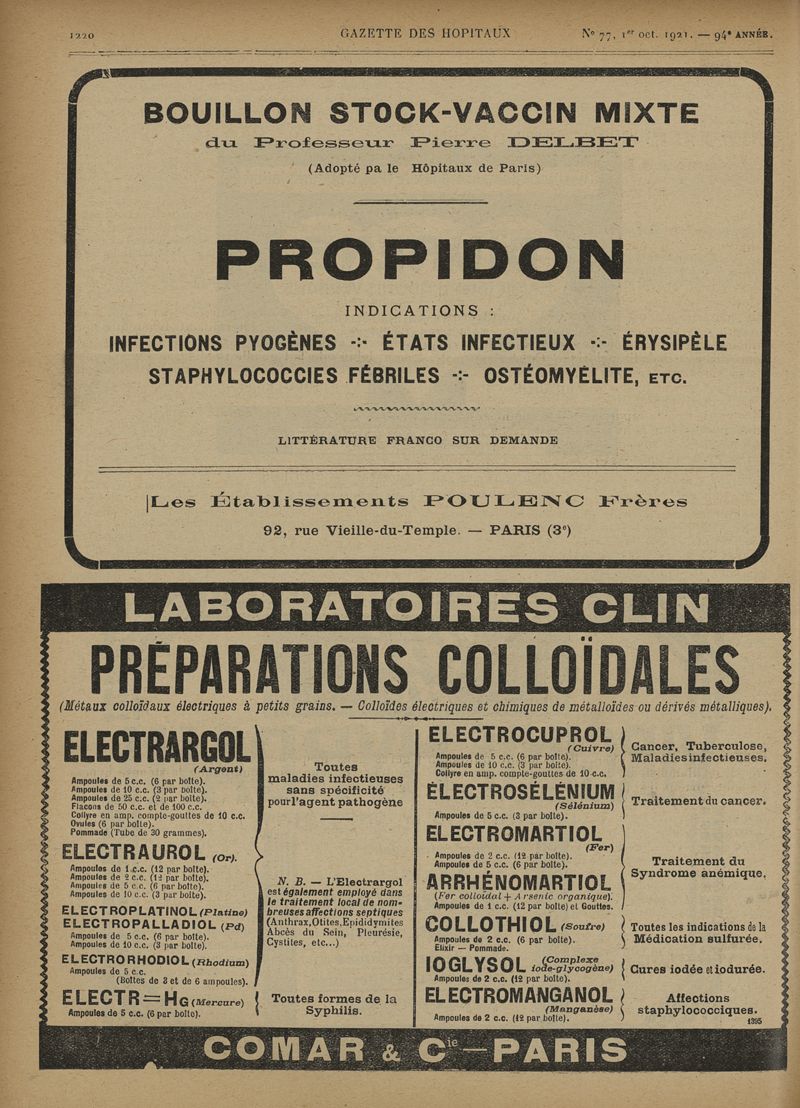 1220
GAZETTE DES HOPITAUX
N° 77, 1er oct. 1921. — 94e ANNÉE.
BOUILLON STOCK-VACCIN MIXTE
du Professeur Pierre DELBET
(Adopté pa le Hôpitaux de Paris)
PROPIDON
INDICATIONS :
INFECTIONS PYOGÈNES -:- ÉTATS INFECTIEUX -:- ÉRYSIPÈLE
STAPHYLOCOCCIES FÉBRILES -:- OSTÉOMYÉLITE, ETC.
LITTÉRATURE FRANCO SUR DEMANDE
Les Établissements POULENC Frères
92, rue Vieille-du-Temple. — PARIS (3e)
LABORATOIRES CLIN
PRÉPARATIONS COLLOÏDALES
(Métaux colloïdaux électriques à petits grains. — Colloïdes électriques et chimiques de métalloïdes ou dérivés métalliques).
ELECTRARGOL
(Argent)
Ampoules de 5 c.c. (6 par boîte).
Ampoules de 10 c.c. (3 par boîte).
Ampoules de 25 c.c. (2 par boîte).
Flacons de 50 c.c. et de 100 c.c.
Collyre en amp. compte-gouttes de 10 c.c.
Ovules (6 par boîte).
Pommade (Tube de 30 grammes).
ELECTRAUROL (Or).
Ampoules de 1 c.c. (12 par boîte).
Ampoules de 2 c.c. (12 par boîte).
Ampoules de 5 c.c. (6 par boîte).
Ampoules de 10 c.c. (3 par boîte).
ELECTROPLATINOL (Platine)
ELECTROPALLADIOL (Pd)
Ampoules de 5 c.c. (6 par boîte).
Ampoules de 10 c.c. (3 par boîte).
ELECTRORHODIOL (Rhodium)
Ampoules de 5 c.c.
(Boîtes de 3 et de 6 ampoules).
Toutes
maladies infectieuses
sans spécificité
pour l'agent pathogène
N. B. — L'Electrargol
est également employé dans
le traitement local de nom-
breuses affections septiques
(Anthrax, Otites, Epididymites
Abcès du Sein, Pleurésie,
Cystites, etc...)
ELECTR=Hg (Mercure)
Ampoules de 5 c.c. (6 par boîte).
Toutes formes de la
Syphilis.
ELECTROCUPROL
(Cuivre)
Ampoules de 5 c.c. (6 par boîte).
Ampoules de 10 c.c. (3 par boîte).
Collyre en amp. compte-gouttes de 10 c.c.
Cancer, Tuberculose,
Maladies infectieuses.
ÉLECTROSÉLÉNIUM
(Sélénium)
Ampoules de 5 c.c. (3 par boîte).
Traitement du cancer.
ELECTROMARTIOL
(Fer)
Ampoules de 2 c.c. (12 par boîte).
Ampoules de 5 c.c. (6 par boîte).
ARRHÉNOMARTIOL
(Fer colloïdal + Arsenic organique).
Ampoules de 1 c.c. (12 par boîte) et Gouttes.
Traitement du
Syndrome anémique.
COLLOTHIOL (Soufre)
Ampoules de 2 c.c. (6 par boîte).
Elixir — Pommade.
Toutes les indications de la
Médication sulfurée.
IOGLYSOL (Complexe
iode-glycogène)
Ampoules de 2 c.c. (12 par boîte).
Cures iodée et iodurée.
ELECTROMANGANOL
(Manganèse)
Ampoules de 2 c.c. (12 par boîte).
Affections
staphylococciques.
1395
COMAR & Cie — PARIS